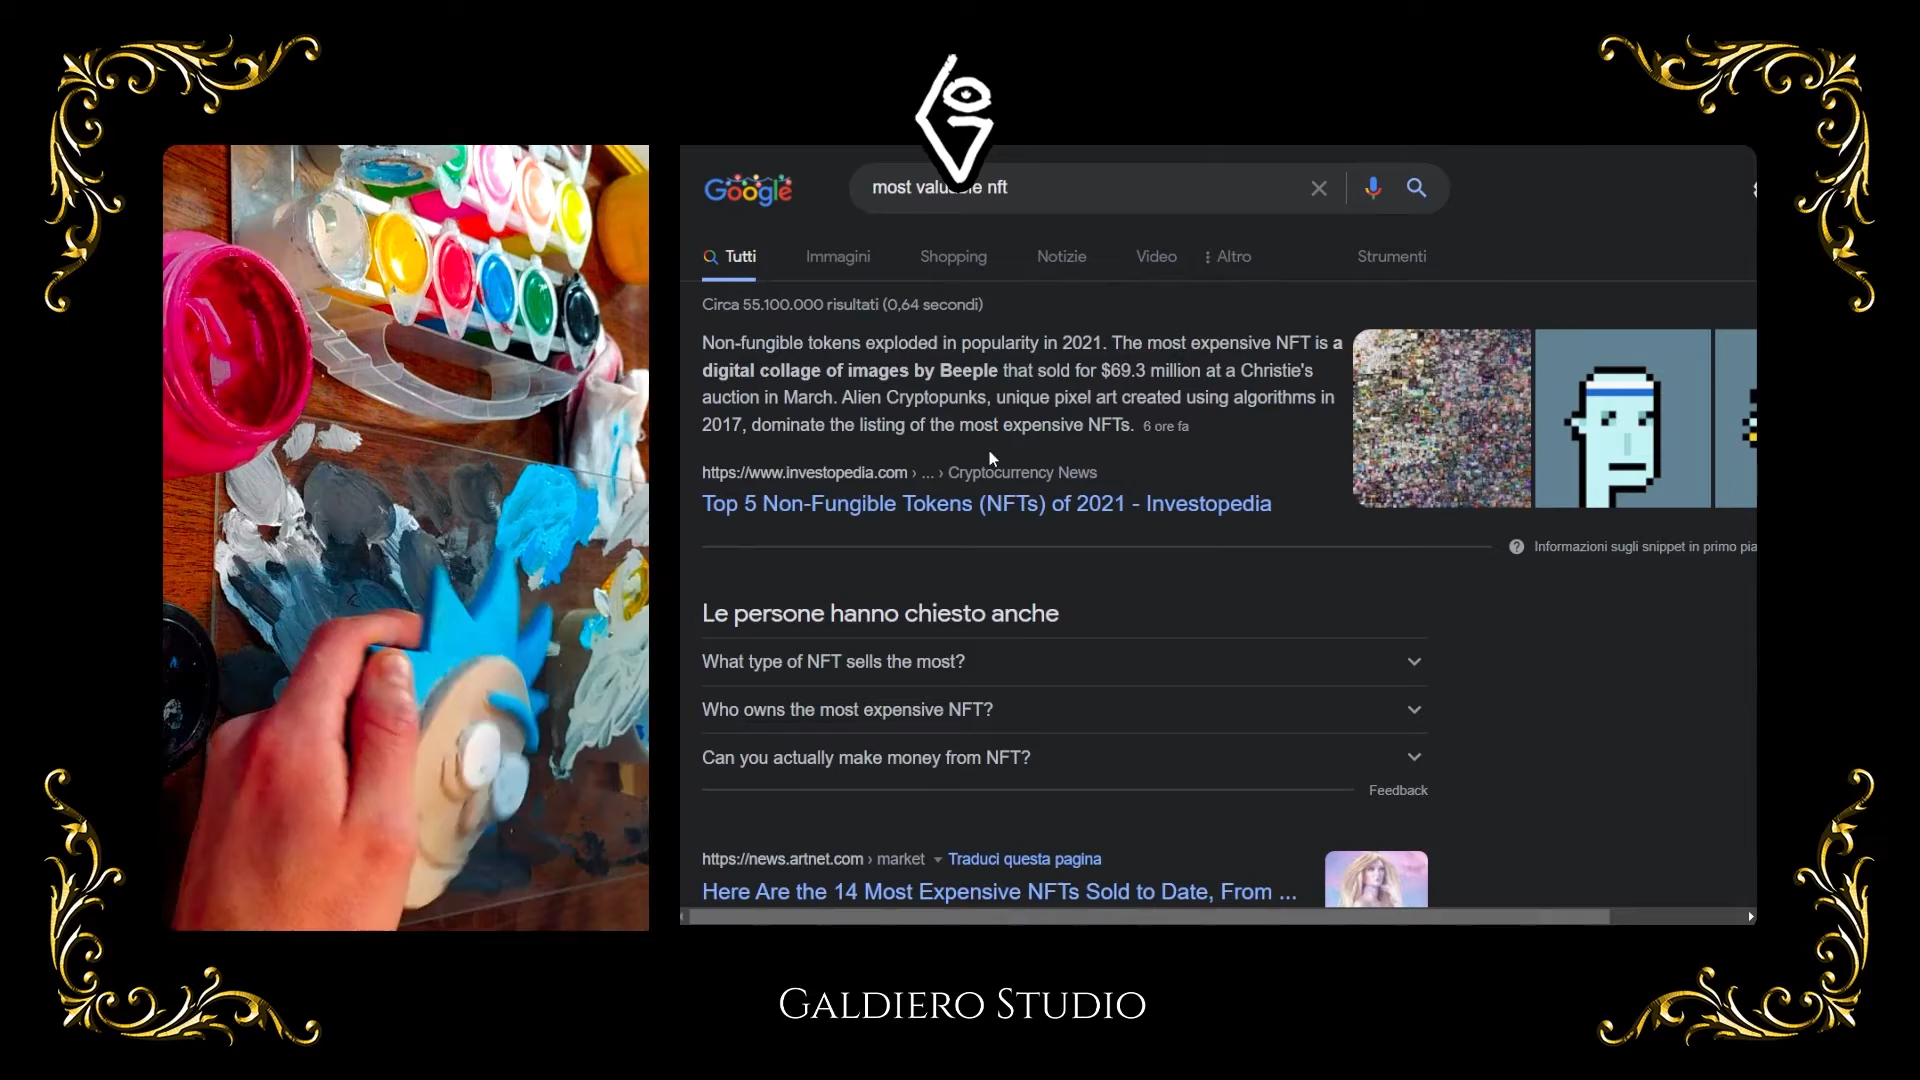 Google
most valuable nft
Tutti Immagini Shopping Notizie Video Altro Strumenti
Circa 55.100.000 risultati (0,64 secondi)
Non-fungible tokens exploded in popularity in 2021. The most expensive NFT is a
digital collage of images by Beeple that sold for $69.3 million at a Christie's
auction in March. Alien Cryptopunks, unique pixel art created using algorithms in
2017, dominate the listing of the most expensive NFTs. 6 ore fa
https://www.investopedia.com › ... › Cryptocurrency News
Top 5 Non-Fungible Tokens (NFTs) of 2021 - Investopedia
Informazioni sugli snippet in primo pia
Le persone hanno chiesto anche
What type of NFT sells the most?
Who owns the most expensive NFT?
Can you actually make money from NFT?
Feedback
https://news.artnet.com › market Traduci questa pagina
Here Are the 14 Most Expensive NFTs Sold to Date, From ...
GALDIERO STUDIO